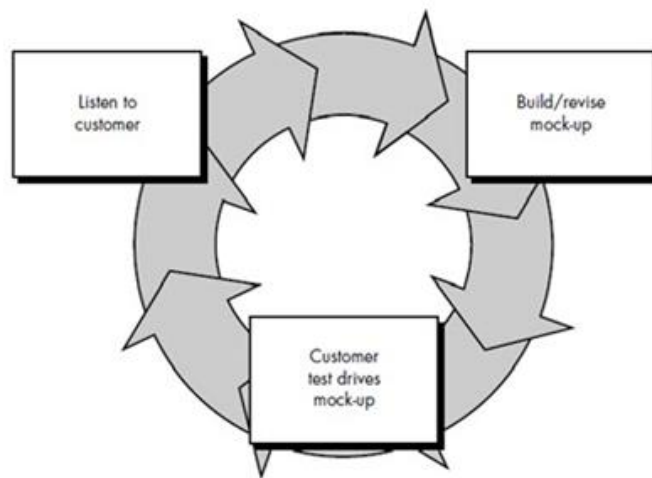 Listen to
customer
Build/revise
mock-up
Customer
test drives
mock-up